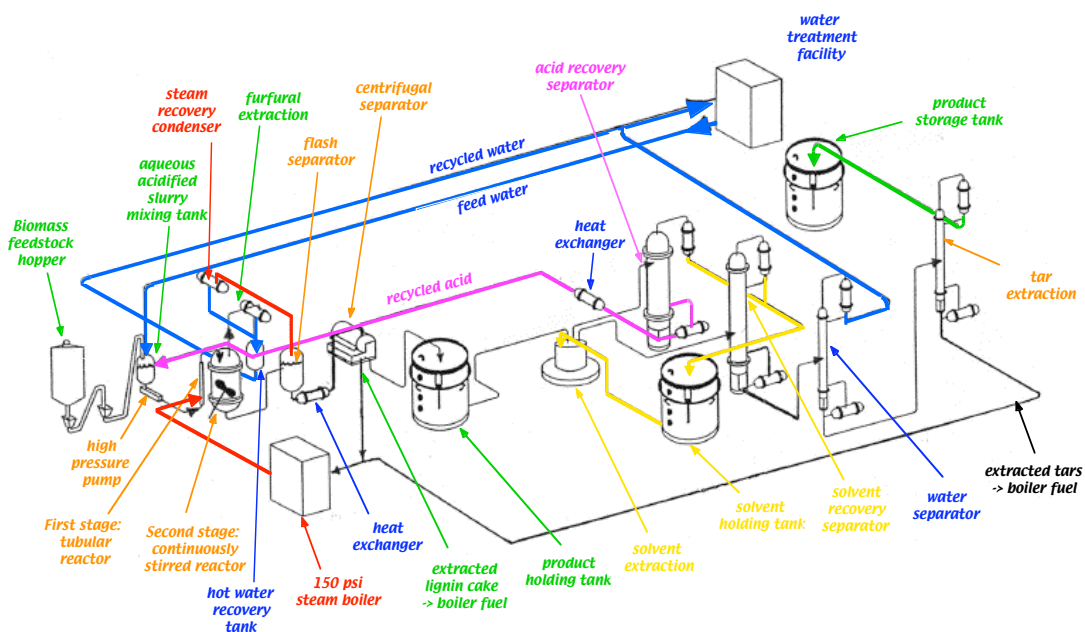 water
treatment
facility
acid recovery
separator
centrifugal
separator
steam
recovery
condenser
furfural
extraction
product
storage tank
flash
separator
recycled water
aqueous
acidified
slurry
mixing tank
feed water
Biomass
feedstock
hopper
heat
exchanger
tar
extraction
recycled acid
high
pressure
pump
extracted tars
-> boiler fuel
solvent
recovery
separator
water
separator
solvent
holding tank
First stage:
tubular
reactor
Second stage:
continuously
stirred reactor
heat
exchanger
solvent
extraction
product
holding tank
extracted
lignin cake
-> boiler fuel
150 psi
steam boiler
hot water
recovery
tank